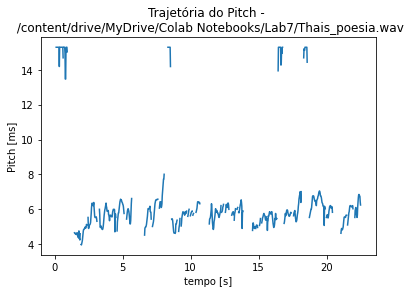 Trajetória do Pitch -
/content/drive/MyDrive/Colab Notebooks/Lab7/Thais_poesia.wav
Pitch [ms]
14
12
10
8
6
4
0
5
10
15
20
tempo [s]